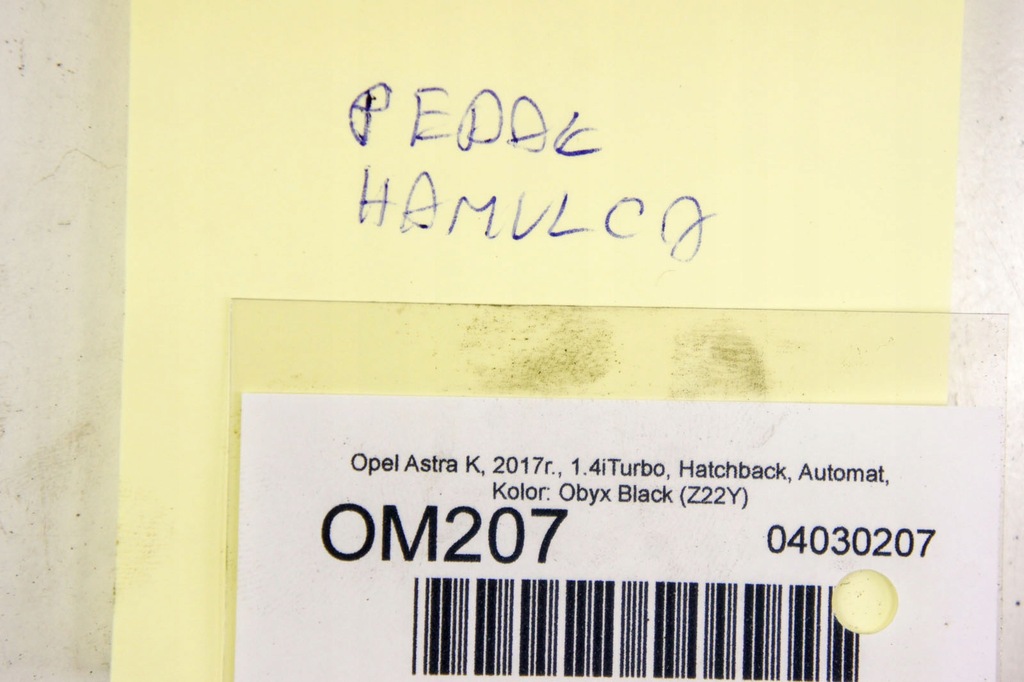 PEDAŁ
HAMULCA
Opel Astra K, 2017r., 1.4iTurbo, Hatchback, Automat,
Kolor: Obyx Black (Z22Y)
OM207 04030207